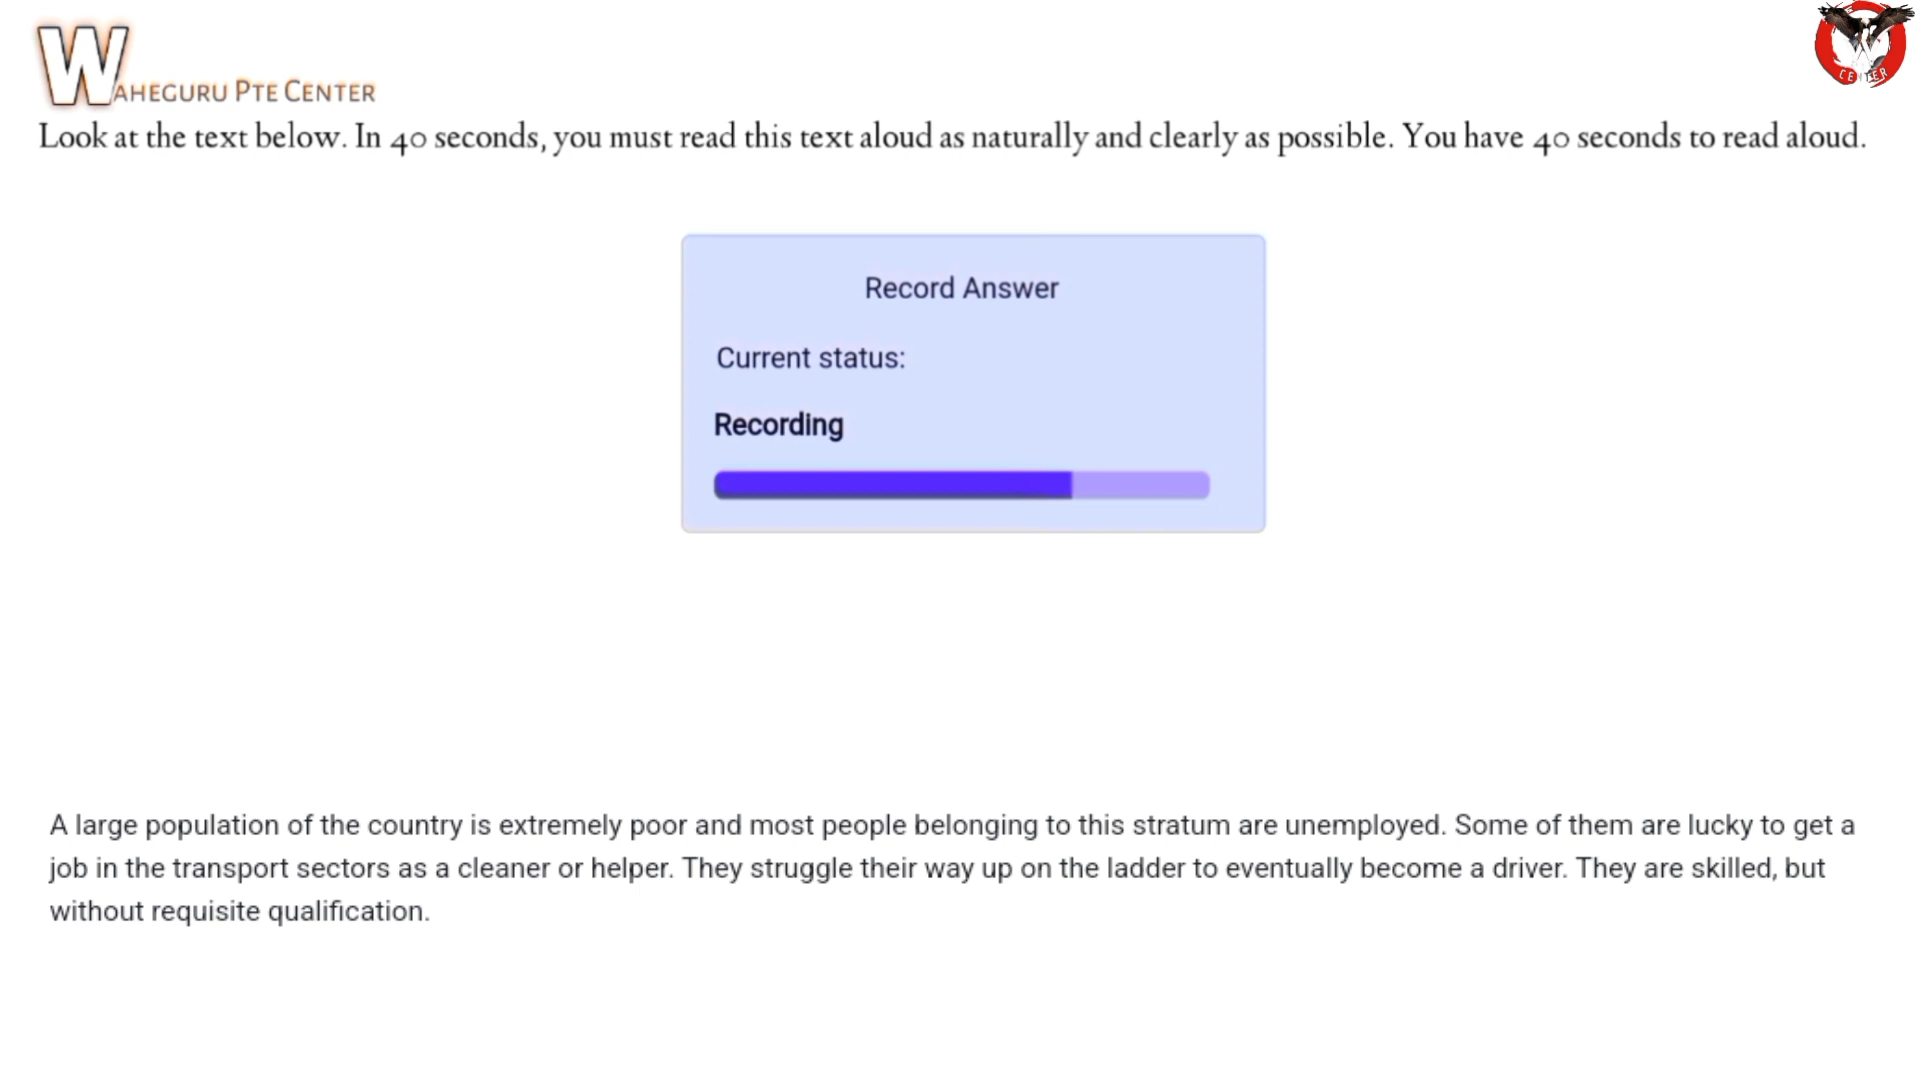 WAHEGURU PTE CENTER
CENTER
Look at the text below. In 40 seconds, you must read this text aloud as naturally and clearly as possible. You have 40 seconds to read aloud.
Record Answer
Current status:
Recording
A large population of the country is extremely poor and most people belonging to this stratum are unemployed. Some of them are lucky to get a
job in the transport sectors as a cleaner or helper. They struggle their way up on the ladder to eventually become a driver. They are skilled, but
without requisite qualification.